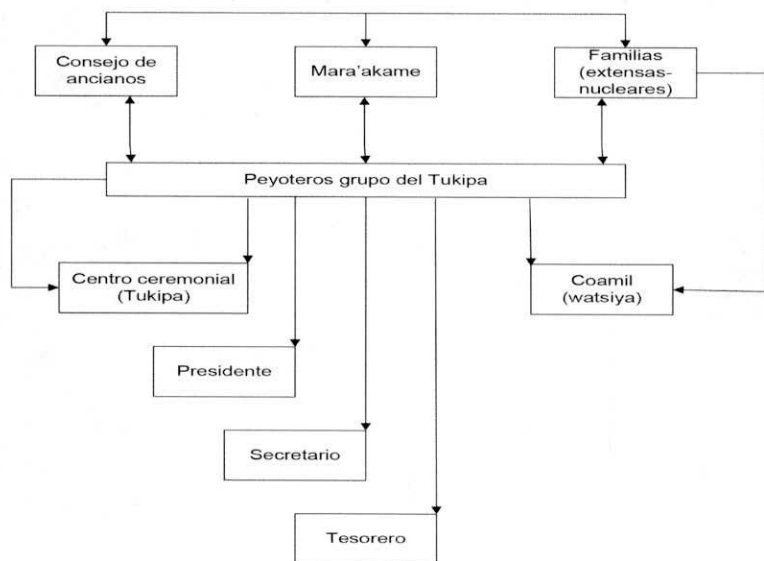 Consejo de
ancianos
Mara'akame
Familias
(extensas-
nucleares)
Peyoteros grupo del Tukipa
Centro ceremonial
(Tukipa)
Coamil
(watsiya)
Presidente
Secretario
Tesorero